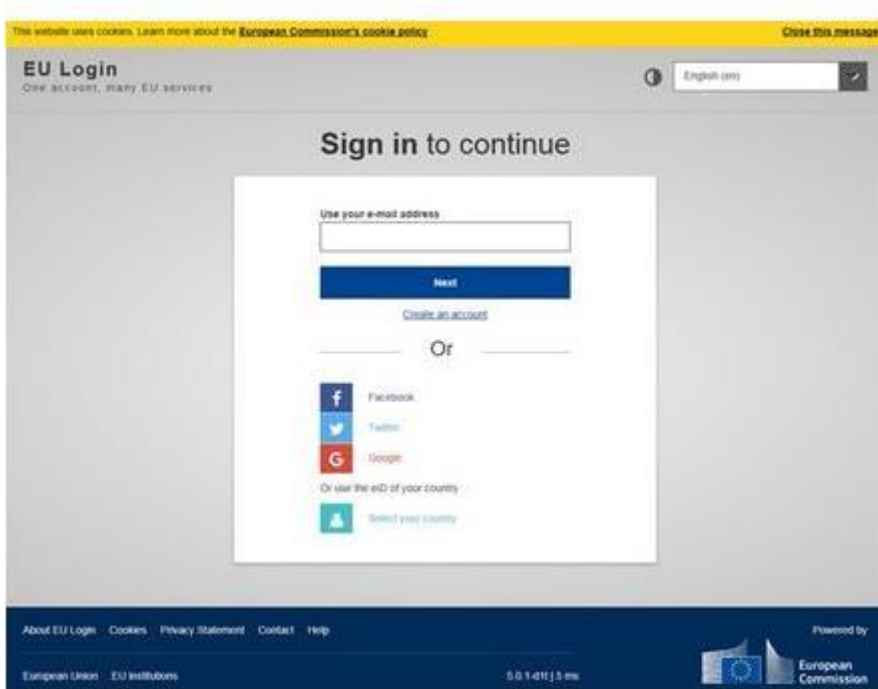 This website uses cookies. Learn more about the European Commission's cookie policy Close this message
EU Login
One account, many EU services
English (en)
Sign in to continue
Use your e-mail address
Next
Create an account
Or
Facebook
Twitter
Google
Or use the eID of your country
Select your country
About EU Login Cookies Privacy Statement Contact Help
Powered by
European Union EU institutions
European
Commission